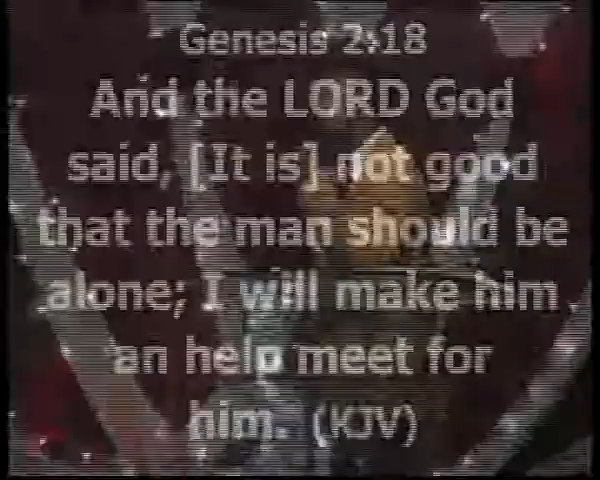 Genesis 2:18
And the LORD God
said, [It is] not good
that the man should be
alone; I will make him
an help meet for
him. (KJV)